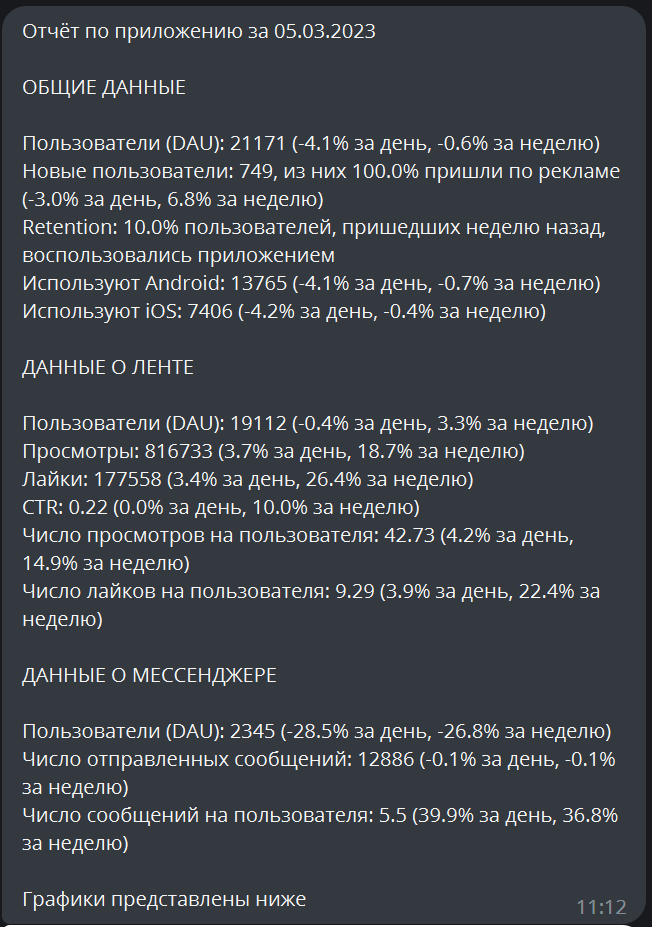 Отчёт по приложению за 05.03.2023
ОБЩИЕ ДАННЫЕ
Пользователи (DAU): 21171 (-4.1% за день, -0.6% за неделю)
Новые пользователи: 749, из них 100.0% пришли по рекламе
(-3.0% за день, 6.8% за неделю)
Retention: 10.0% пользователей, пришедших неделю назад,
воспользовались приложением
Используют Android: 13765 (-4.1% за день, -0.7% за неделю)
Используют iOS: 7406 (-4.2% за день, -0.4% за неделю)
ДАННЫЕ О ЛЕНТЕ
Пользователи (DAU): 19112 (-0.4% за день, 3.3% за неделю)
Просмотры: 816733 (3.7% за день, 18.7% за неделю)
Лайки: 177558 (3.4% за день, 26.4% за неделю)
CTR: 0.22 (0.0% за день, 10.0% за неделю)
Число просмотров на пользователя: 42.73 (4.2% за день,
14.9% за неделю)
Число лайков на пользователя: 9.29 (3.9% за день, 22.4% за
неделю)
ДАННЫЕ О МЕССЕНДЖЕРЕ
Пользователи (DAU): 2345 (-28.5% за день, -26.8% за неделю)
Число отправленных сообщений: 12886 (-0.1% за день, -0.1%
за неделю)
Число сообщений на пользователя: 5.5 (39.9% за день, 36.8%
за неделю)
Графики представлены ниже
11:12